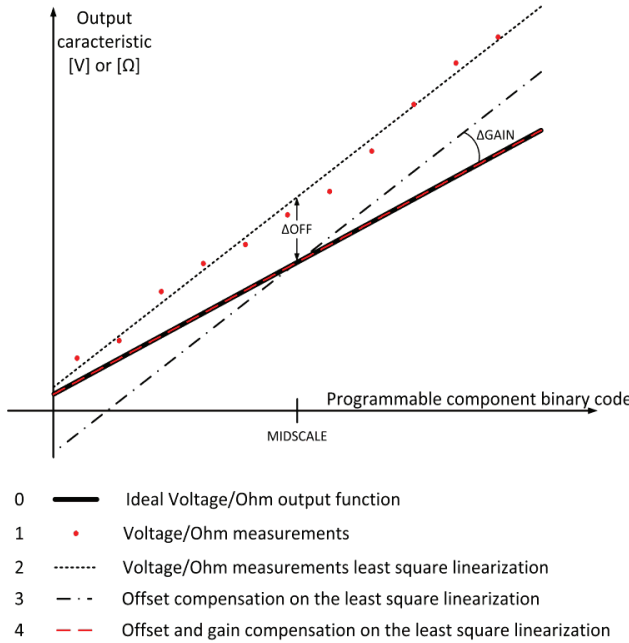 Output
caracteristic
[V] or [Ω]
ΔGAIN
ΔOFF
Programmable component binary code
MIDSCALE
0 Ideal Voltage/Ohm output function
1 Voltage/Ohm measurements
2 Voltage/Ohm measurements least square linearization
3 Offset compensation on the least square linearization
4 Offset and gain compensation on the least square linearization